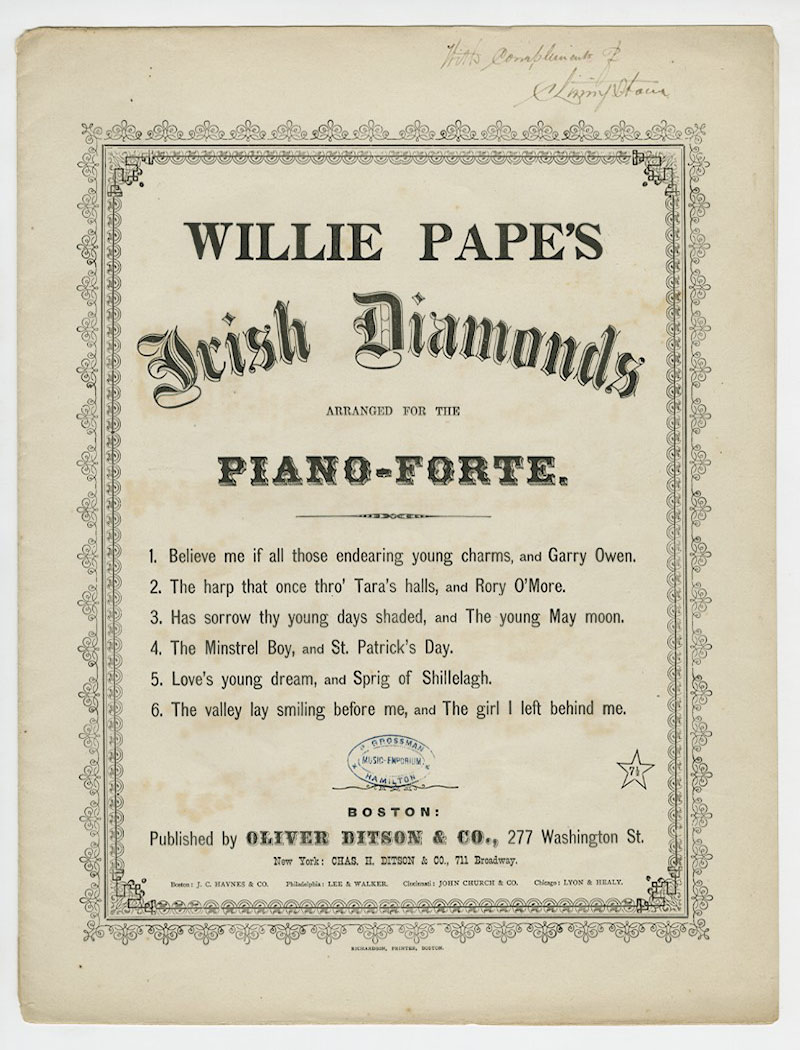 With Compliments of
WILLIE PAPE'S
Irish Diamonds
ARRANGED FOR THE
PIANO-FORTE.
1. Believe me if all those endearing young charms, and Garry Owen.
2. The harp that once thro' Tara's halls, and Rory O'More.
3. Has sorrow thy young days shaded, and The young May moon.
4. The Minstrel Boy, and St. Patrick's Day.
5. Love's young dream, and Sprig of Shillelagh.
6. The valley lay smiling before me, and The girl I left behind me.
GROSSMAN
MUSIC-EMPORIUM
HAMILTON
7½
BOSTON:
Published by OLIVER DITSON & CO., 277 Washington St.
New York: CHAS. H. DITSON & CO., 711 Broadway.
Boston: J. C. HAYNES & CO. Philadelphia: LEE & WALKER. Cincinnati: JOHN CHURCH & CO. Chicago: LYON & HEALY.
RICHARDSON, PRINTER, BOSTON.